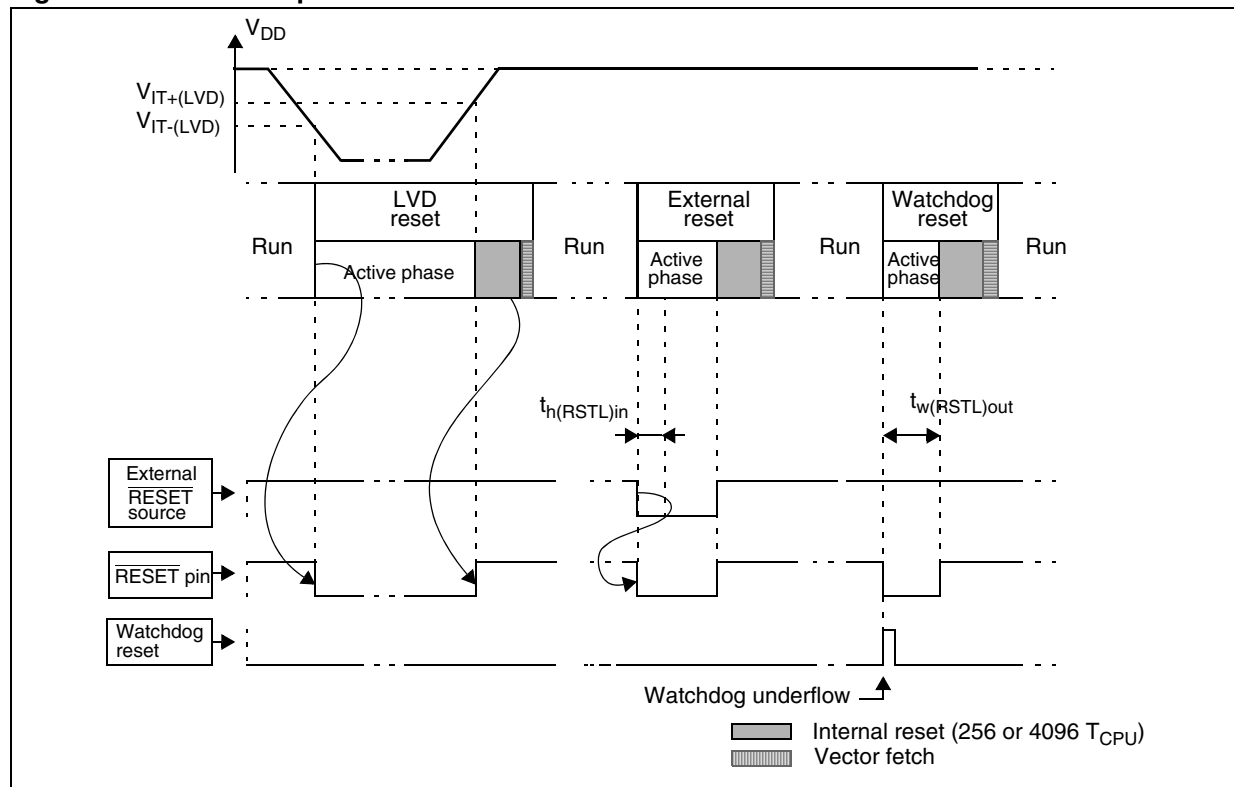 V_DD
V_IT+(LVD)
V_IT-(LVD)
LVD
reset
External
reset
Watchdog
reset
Run
Active phase
Run
Active
phase
Run
Active
phase
Run
t_h(RSTL)in
t_w(RSTL)out
External
RESET
source
RESET pin
Watchdog
reset
Watchdog underflow
Internal reset (256 or 4096 T_CPU)
Vector fetch